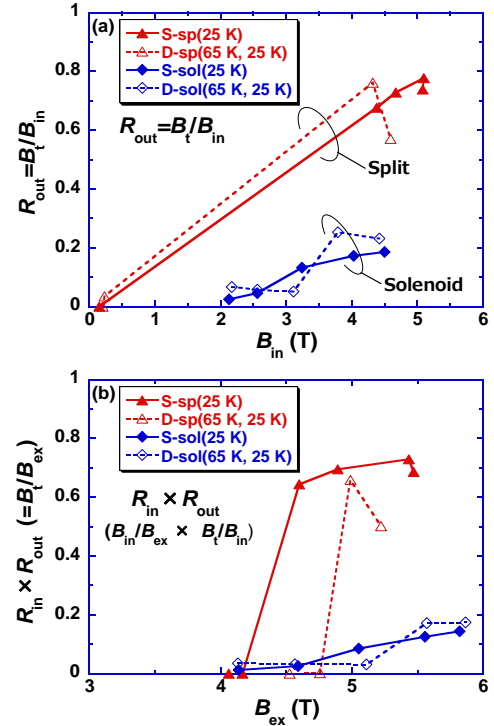 (a)
S-sp(25 K)
D-sp(65 K, 25 K)
S-sol(25 K)
D-sol(65 K, 25 K)
R_out=B_t/B_in
Split
Solenoid
R_out=B_t/B_in
1
0.8
0.6
0.4
0.2
0
0 1 2 3 4 5 6
B_in (T)
(b)
S-sp(25 K)
D-sp(65 K, 25 K)
S-sol(25 K)
D-sol(65 K, 25 K)
R_in × R_out
(B_in/B_ex × B_t/B_in)
R_in × R_out (=B_t/B_ex)
1
0.8
0.6
0.4
0.2
0
3 4 5 6
B_ex (T)